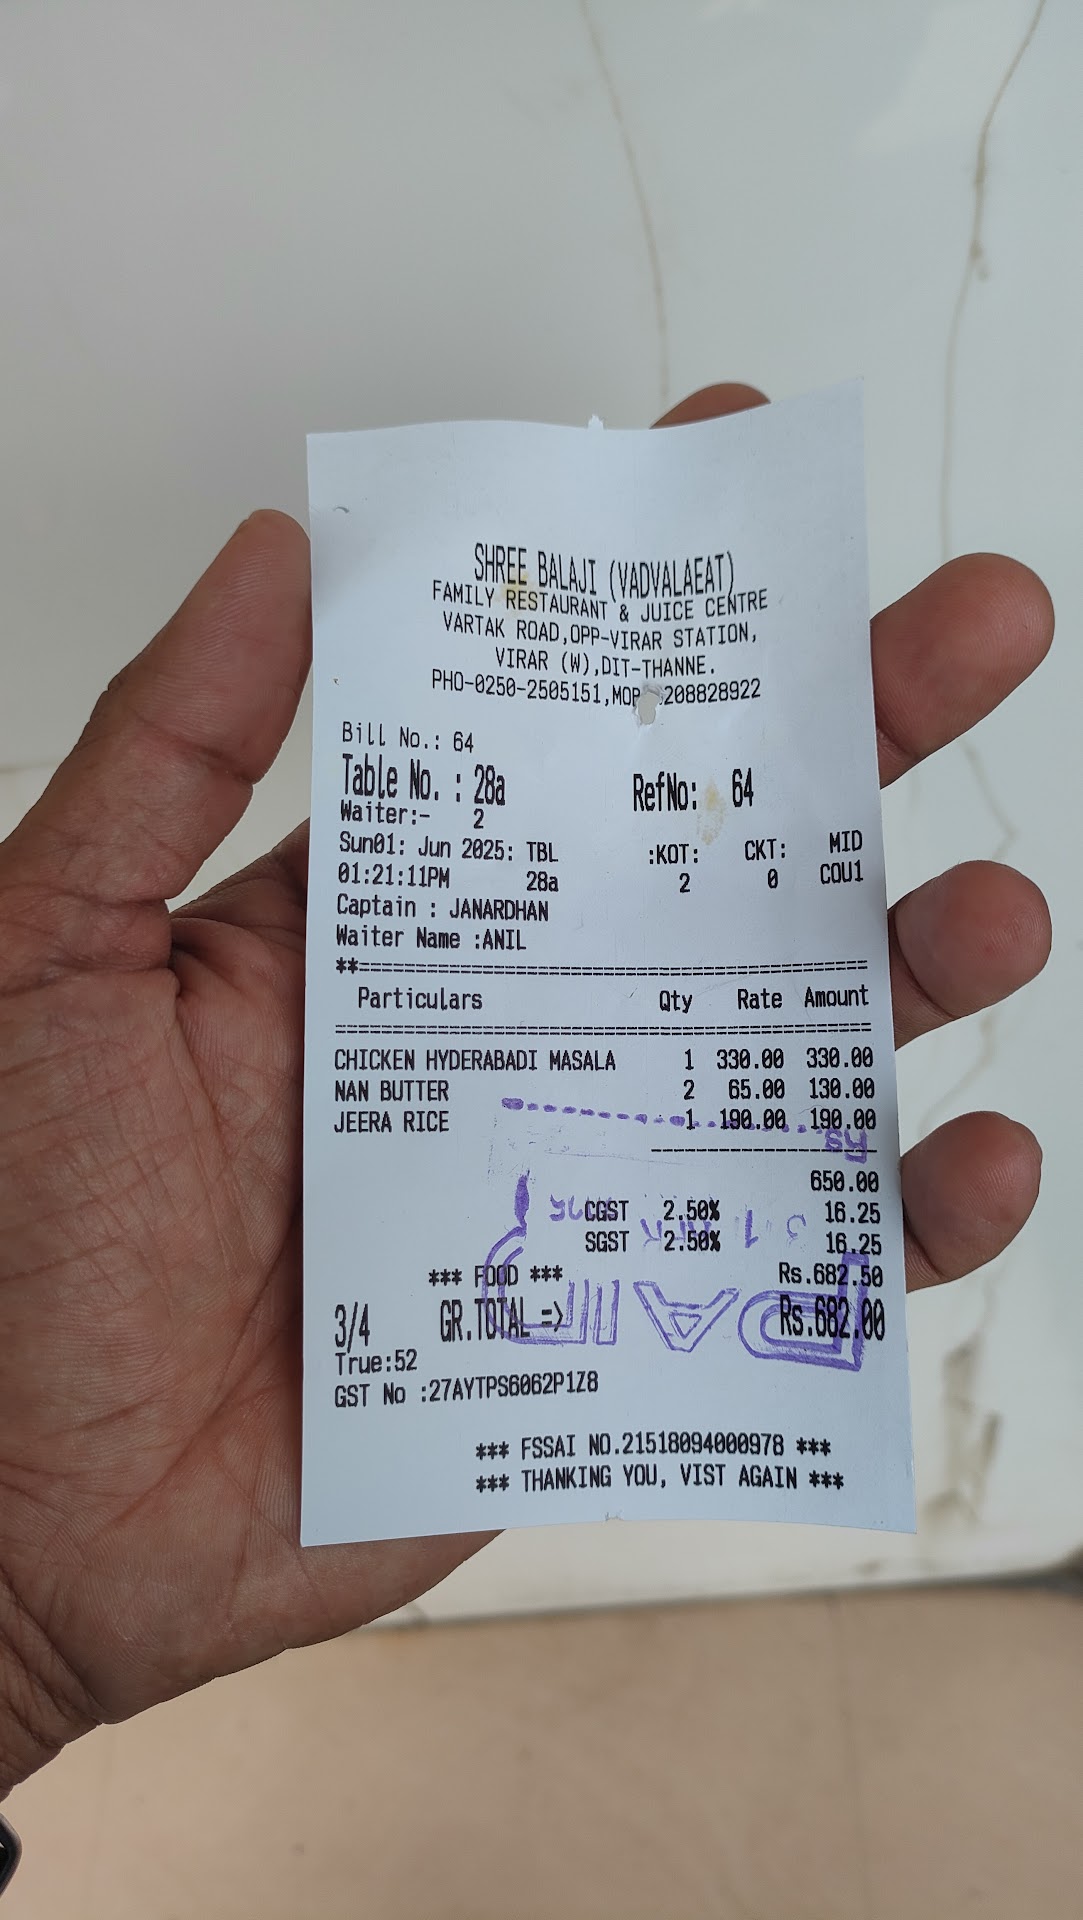 SHREE BALAJI (VADVALAEAT)
FAMILY RESTAURANT & JUICE CENTRE
VARTAK ROAD,OPP-VIRAR STATION,
VIRAR (W),DIT-THANNE.
PHO-0250-2505151,MOB 208828922
Bill No.: 64
Table No. : 28a RefNo: 64
Waiter:- 2
Sun01: Jun 2025: TBL :KOT: CKT: MID
01:21:11PM 28a 2 0 COU1
Captain : JANARDHAN
Waiter Name :ANIL
**==================================================
Particulars Qty Rate Amount
==================================================
CHICKEN HYDERABADI MASALA 1 330.00 330.00
NAN BUTTER 2 65.00 130.00
JEERA RICE 1 190.00 190.00
Rs
650.00
CGST 2.50% 16.25
SGST 2.50% 16.25
*** FOOD *** Rs.682.50
3/4 GR.TOTAL => Rs.682.00
PAID
True:52
GST No :27AYTPS6062P1Z8
*** FSSAI NO.21518094000978 ***
*** THANKING YOU, VIST AGAIN ***